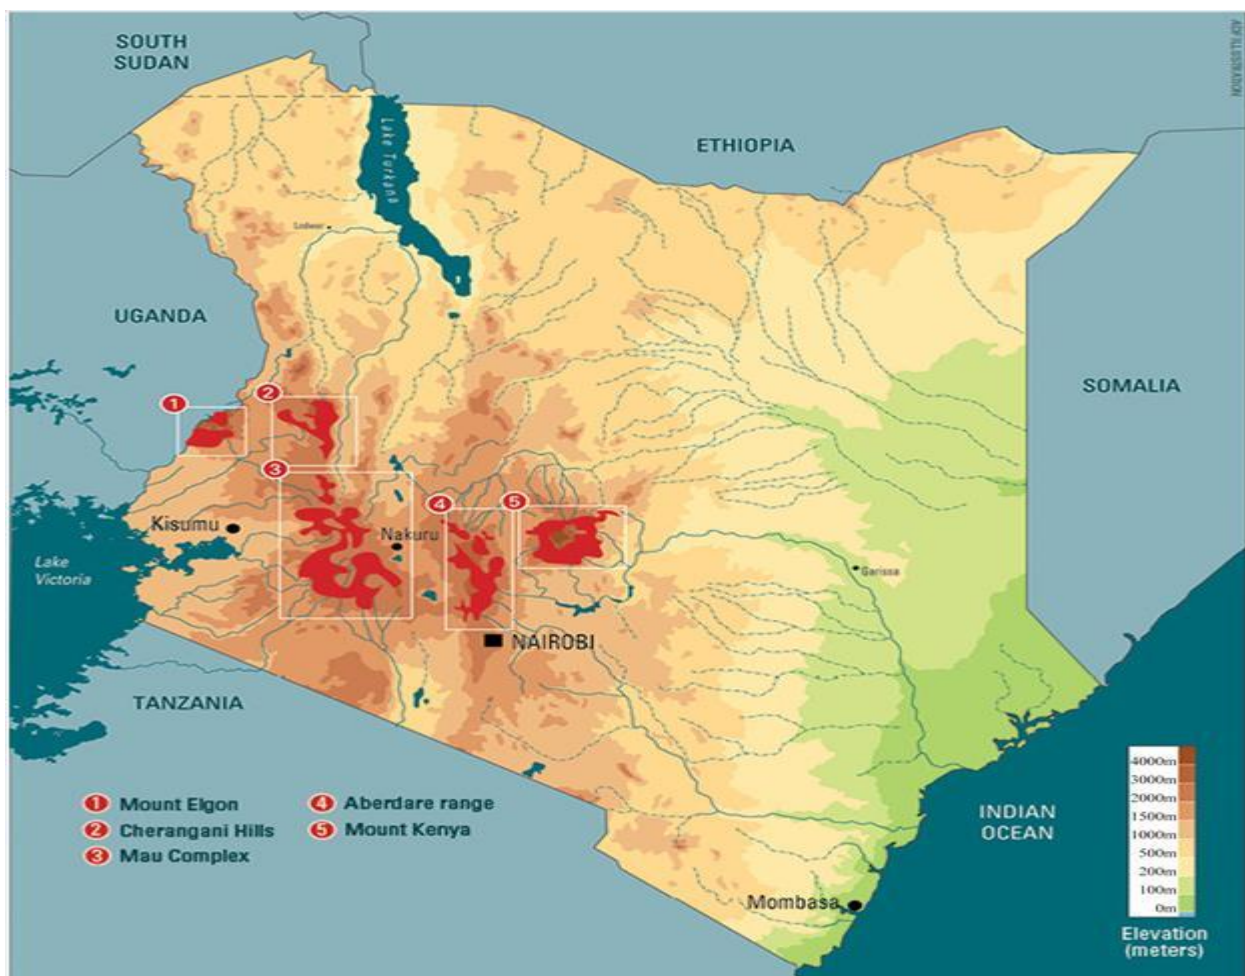 SOUTH
SUDAN
ACF ILLUSTRADON
ETHIOPIA
Lake Turkana
Lodwar
UGANDA
SOMALIA
1
2
3
4
5
Kisumu
Nakuru
Lake
Victoria
Garissa
NAIROBI
TANZANIA
1 Mount Elgon
2 Cherangani Hills
3 Mau Complex
4 Aberdare range
5 Mount Kenya
INDIAN
OCEAN
Mombasa
4000m
3000m
2000m
1500m
1000m
500m
200m
100m
0m
Elevation
(meters)